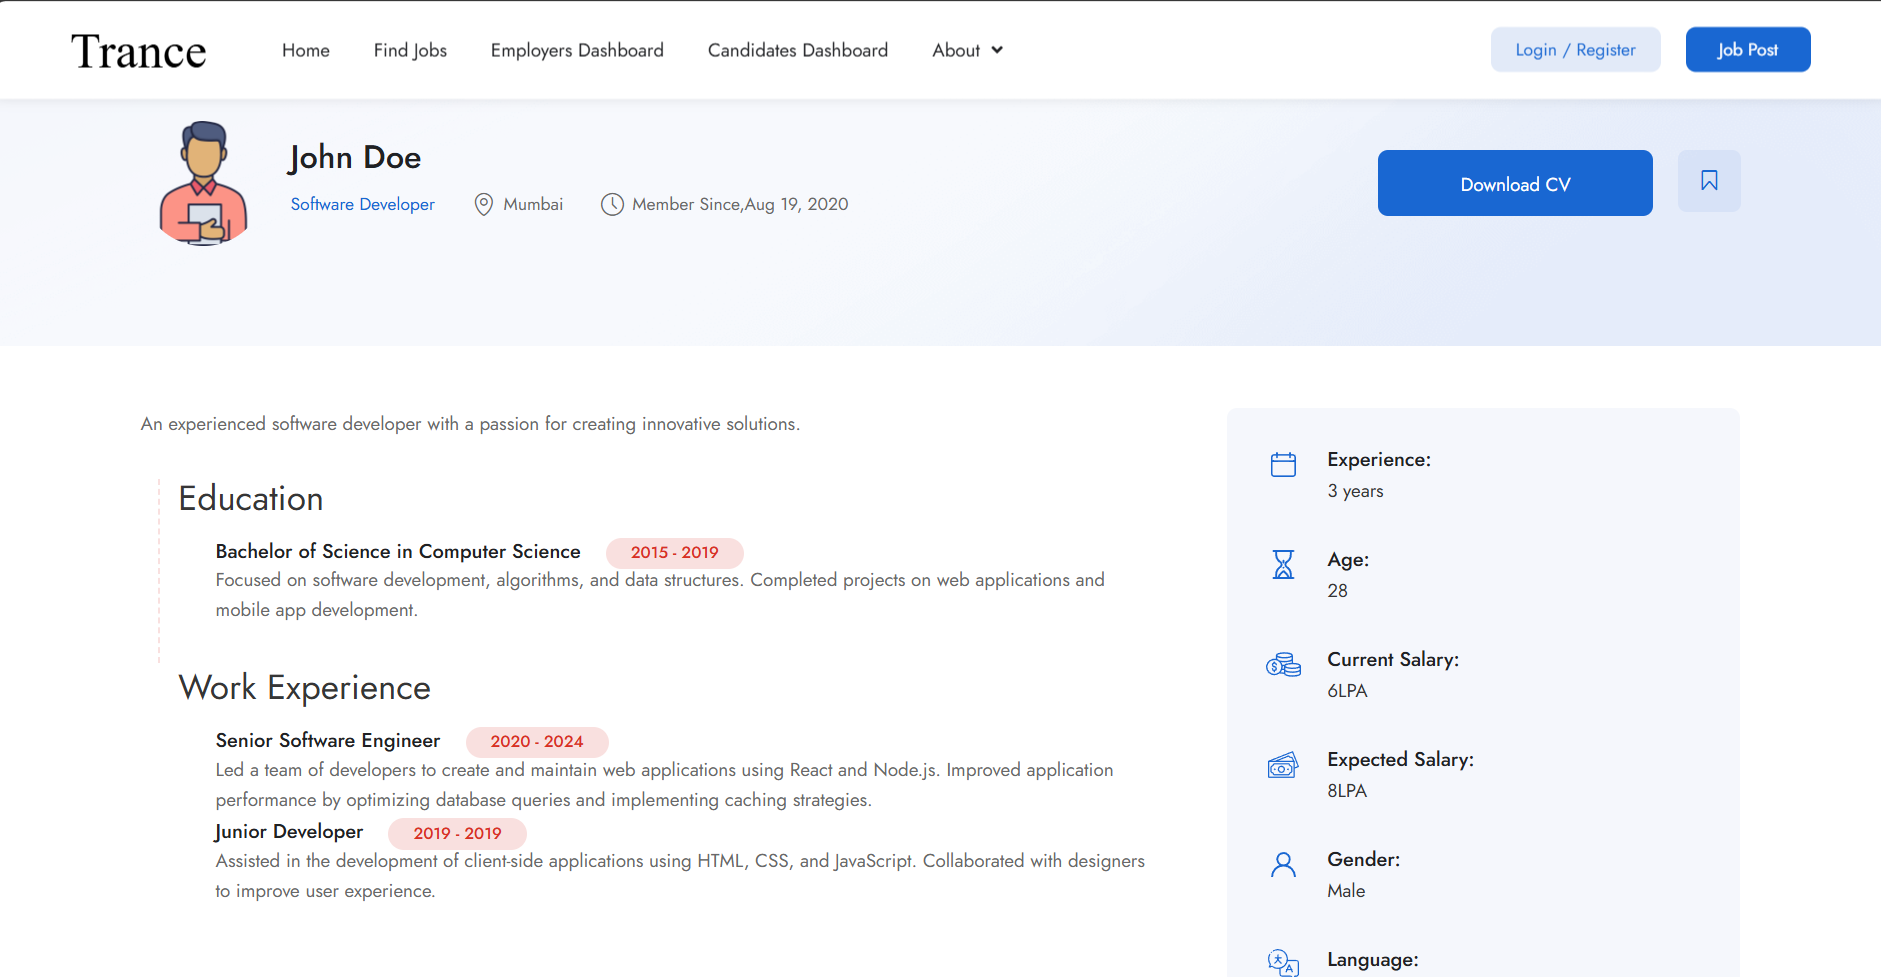 Trance Home Find Jobs Employers Dashboard Candidates Dashboard About Login / Register Job Post
John Doe
Software Developer Mumbai Member Since,Aug 19, 2020
Download CV
An experienced software developer with a passion for creating innovative solutions.
Education
Bachelor of Science in Computer Science 2015 - 2019
Focused on software development, algorithms, and data structures. Completed projects on web applications and
mobile app development.
Work Experience
Senior Software Engineer 2020 - 2024
Led a team of developers to create and maintain web applications using React and Node.js. Improved application
performance by optimizing database queries and implementing caching strategies.
Junior Developer 2019 - 2019
Assisted in the development of client-side applications using HTML, CSS, and JavaScript. Collaborated with designers
to improve user experience.
Experience:
3 years
Age:
28
Current Salary:
6LPA
Expected Salary:
8LPA
Gender:
Male
Language: